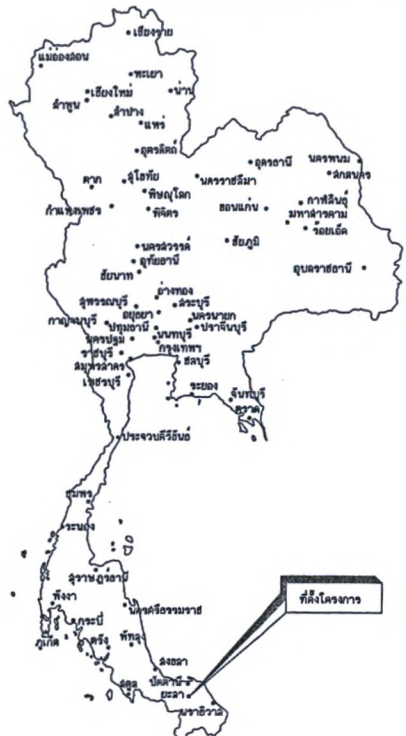 เชียงราย
แม่ฮ่องสอน
พะเยา
เชียงใหม่
น่าน
ลำพูน
ลำปาง
แพร่
อุตรดิตถ์
อุดรธานี
นครพนม
สกลนคร
ตาก
สุโขทัย
นครราชสีมา
พิษณุโลก
กาฬสินธุ์
กำแพงเพชร
พิจิตร
ขอนแก่น
มหาสารคาม
ร้อยเอ็ด
นครสวรรค์
ชัยภูมิ
อุทัยธานี
อุบลราชธานี
ชัยนาท
อ่างทอง
สุพรรณบุรี
สระบุรี
อยุธยา
นครนายก
กาญจนบุรี
ปทุมธานี
ปราจีนบุรี
นครปฐม
นนทบุรี
กรุงเทพฯ
ราชบุรี
ชลบุรี
สมุทรสาคร
เพชรบุรี
ระยอง
จันทบุรี
ตราด
ประจวบคีรีขันธ์
ชุมพร
ระนอง
สุราษฎร์ธานี
พังงา
นครศรีธรรมราช
ที่ตั้งโครงการ
กระบี่
ภูเก็ต
ตรัง
พัทลุง
สงขลา
สตูล
ปัตตานี
ยะลา
นราธิวาส